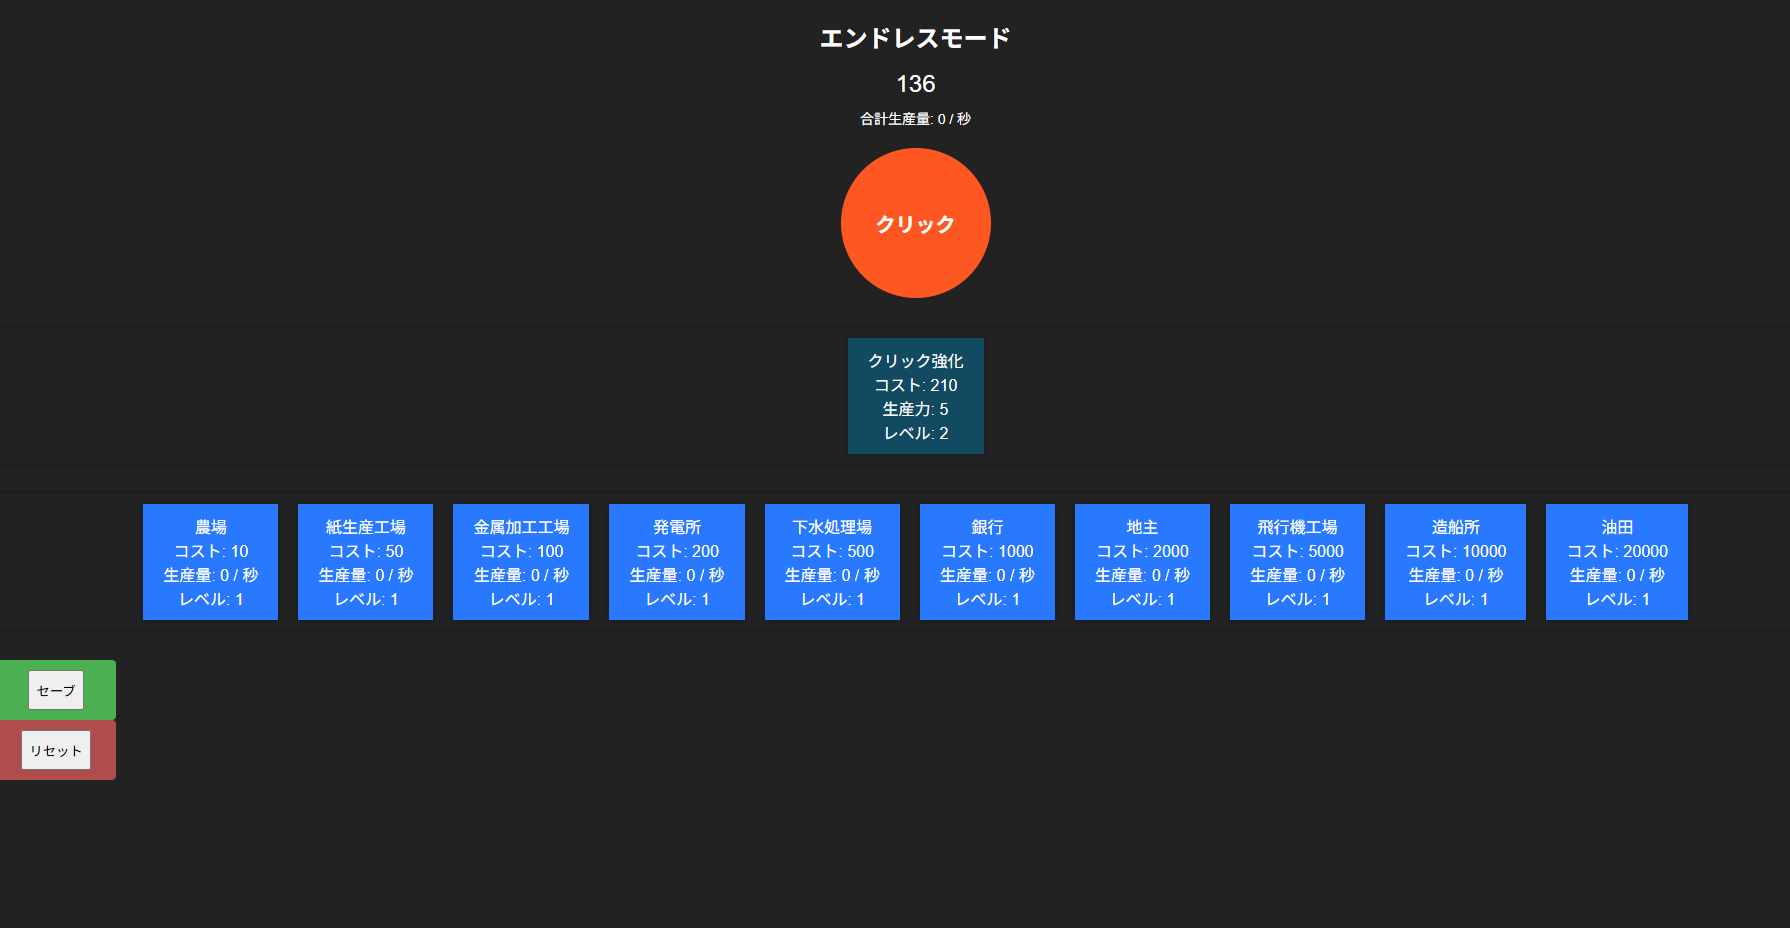 エンドレスモード
136
合計生産量: 0 / 秒
クリック
クリック強化
コスト: 210
生産力: 5
レベル: 2
農場
コスト: 10
生産量: 0 / 秒
レベル: 1
紙生産工場
コスト: 50
生産量: 0 / 秒
レベル: 1
金属加工工場
コスト: 100
生産量: 0 / 秒
レベル: 1
発電所
コスト: 200
生産量: 0 / 秒
レベル: 1
下水処理場
コスト: 500
生産量: 0 / 秒
レベル: 1
銀行
コスト: 1000
生産量: 0 / 秒
レベル: 1
地主
コスト: 2000
生産量: 0 / 秒
レベル: 1
飛行機工場
コスト: 5000
生産量: 0 / 秒
レベル: 1
造船所
コスト: 10000
生産量: 0 / 秒
レベル: 1
油田
コスト: 20000
生産量: 0 / 秒
レベル: 1
セーブ
リセット